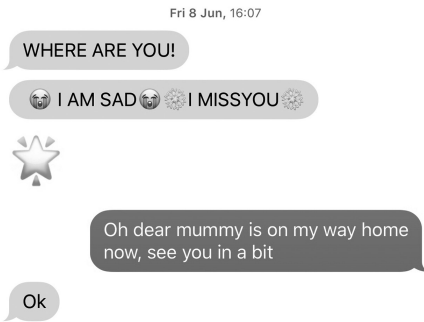 Fri 8 Jun, 16:07
WHERE ARE YOU!
😭 I AM SAD😭 🌼I MISSYOU🌼
🌟
Oh dear mummy is on my way home
now, see you in a bit
Ok